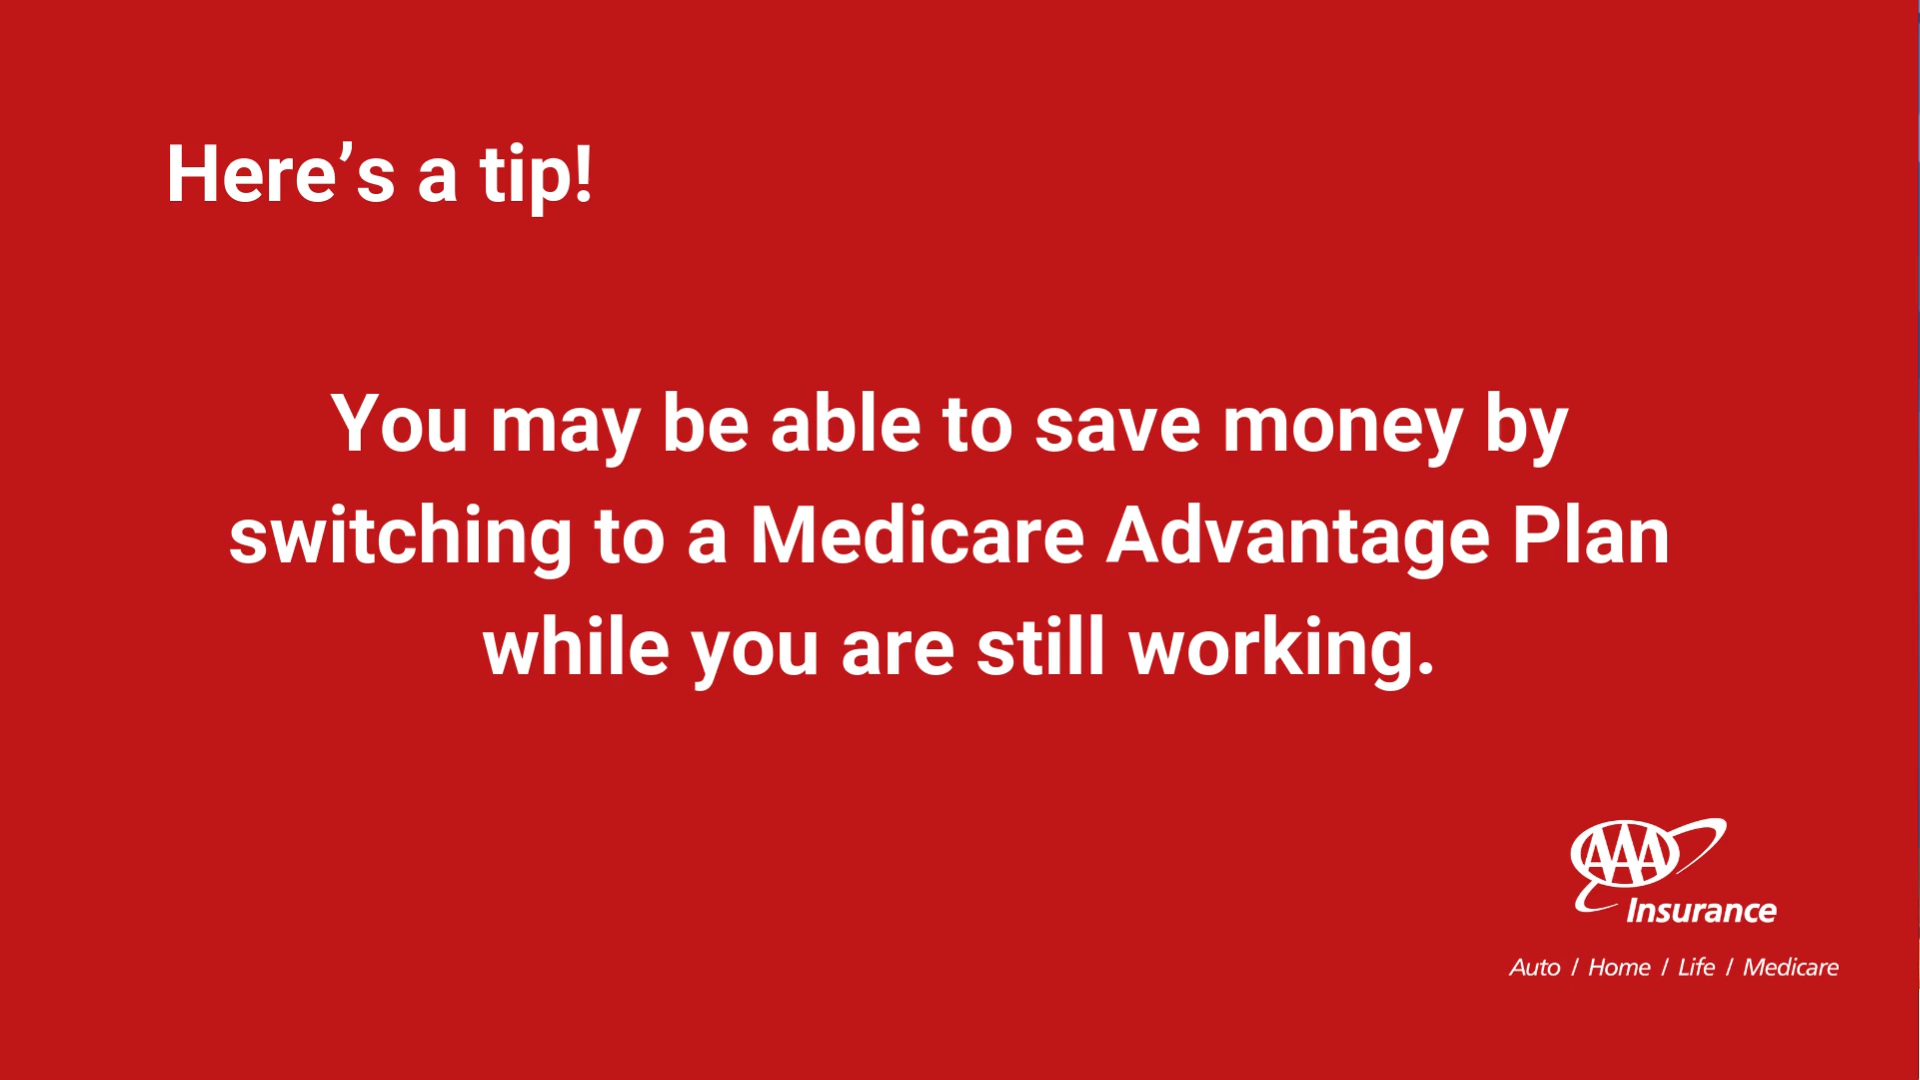 Here’s a tip!
You may be able to save money by
switching to a Medicare Advantage Plan
while you are still working.
AAA
Insurance
Auto / Home / Life / Medicare